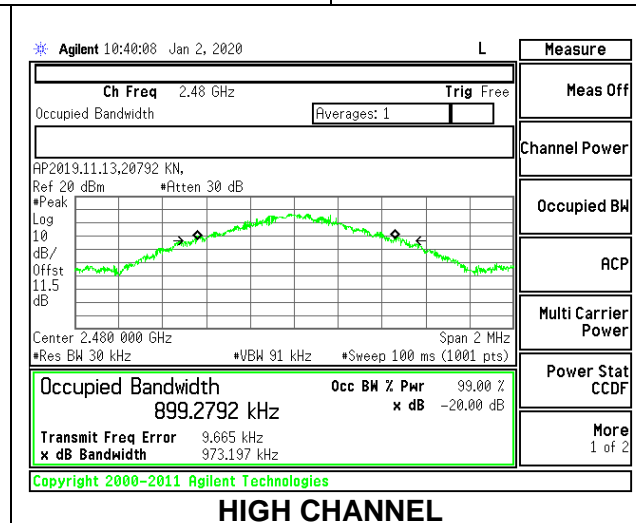 Agilent 10:40:08 Jan 2, 2020 L
Measure
Ch Freq 2.48 GHz Trig Free
Meas Off
Occupied Bandwidth Averages: 1
Channel Power
AP2019.11.13,20792 KN,
Ref 20 dBm #Atten 30 dB
#Peak
Log
10
dB/
Offst
11.5
dB
Occupied BW
ACP
Multi Carrier
Power
Center 2.480 000 GHz Span 2 MHz
#Res BW 30 kHz #VBW 91 kHz #Sweep 100 ms (1001 pts)
Occupied Bandwidth Occ BW % Pwr 99.00 %
899.2792 kHz x dB -20.00 dB
Transmit Freq Error 9.665 kHz
x dB Bandwidth 973.197 kHz
Power Stat
CCDF
More
1 of 2
Copyright 2000-2011 Agilent Technologies
HIGH CHANNEL